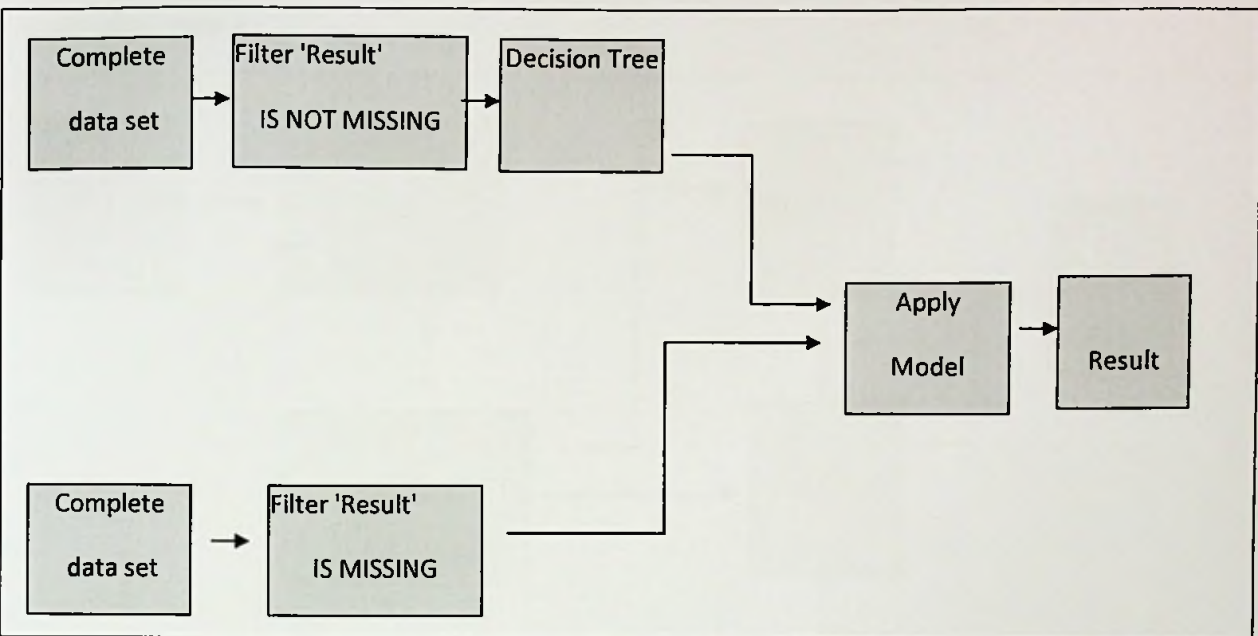 Complete
data set
Filter 'Result'
IS NOT MISSING
Decision Tree
Apply
Model
Result
Complete
data set
Filter 'Result'
IS MISSING